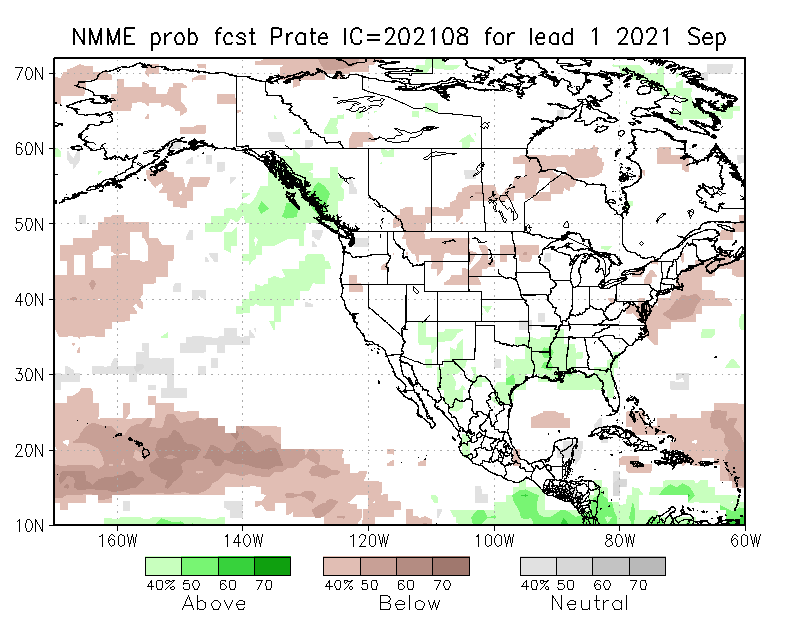 NMME prob fcst Prate IC=202108 for lead 1 2021 Sep
70N
60N
50N
40N
30N
20N
10N
160W 140W 120W 100W 80W 60W
40% 50 60 70 40% 50 60 70 40% 50 60 70
Above Below Neutral